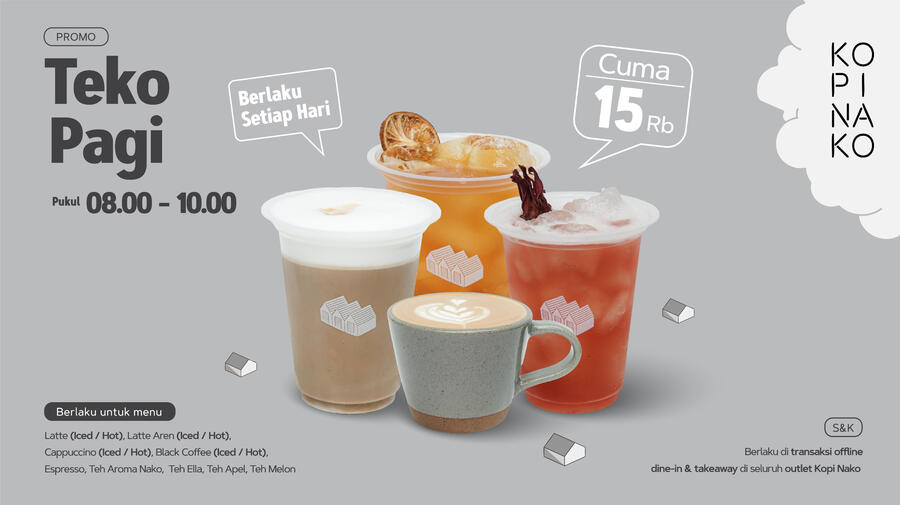 PROMO
Teko
Pagi
Pukul 08.00 – 10.00
Berlaku
Setiap Hari
Cuma
15 Rb
KO
PI
NA
KO
Berlaku untuk menu
Latte (Iced / Hot), Latte Aren (Iced / Hot),
Cappuccino (Iced / Hot), Black Coffee (Iced / Hot),
Espresso, Teh Aroma Nako, Teh Ella, Teh Apel, Teh Melon
S&K
Berlaku di transaksi offline
dine-in & takeaway di seluruh outlet Kopi Nako